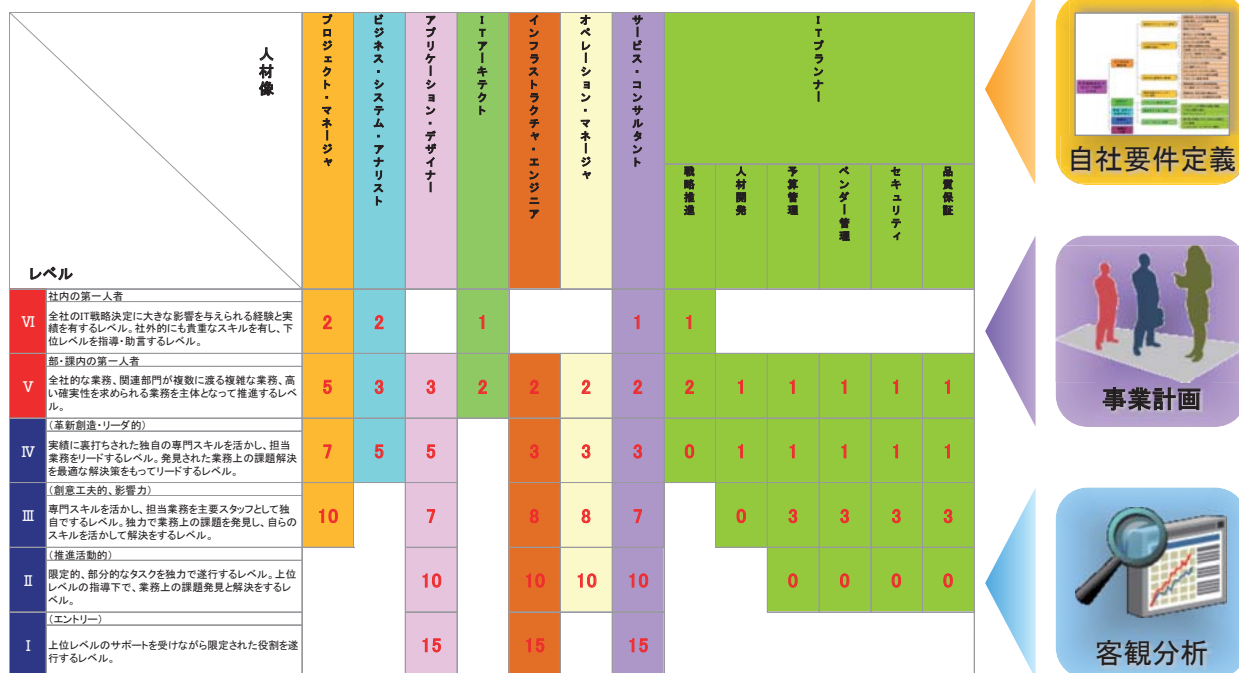 人材像
レベル
プロジェクト・マネージャ
ビジネス・システム・アナリスト
アプリケーション・デザイナー
ITアーキテクト
インフラストラクチャ・エンジニア
オペレーション・マネージャ
サービス・コンサルタント
ITプランナー
戦略推進
人材開発
予算管理
ベンダー管理
セキュリティ
品質保証
Ⅵ
社内の第一人者
全社のIT戦略決定に大きな影響を与えられる経験と実
績を有するレベル。社外的にも貴重なスキルを有し、下
位レベルを指導・助言するレベル。
2 2 1 1 1
Ⅴ
部・課内の第一人者
全社的な業務、関連部門が複数に渡る複雑な業務、高
い確実性を求められる業務を主体となって推進するレベ
ル。
5 3 3 2 2 2 2 2 1 1 1 1 1
Ⅳ
(革新創造・リーダ的)
実績に裏打ちされた独自の専門スキルを活かし、担当
業務をリードするレベル。発見された業務上の課題解決
を最適な解決策をもってリードするレベル。
7 5 5 3 3 3 0 1 1 1 1 1
Ⅲ
(創意工夫的、影響力)
専門スキルを活かし、担当業務を主要スタッフとして独
自でするレベル。独力で業務上の課題を発見し、自らの
スキルを活かして解決をするレベル。
10 7 8 8 7 0 3 3 3 3
Ⅱ
(推進活動的)
限定的、部分的なタスクを独力で遂行するレベル。上位
レベルの指導下で、業務上の課題発見と解決をするレ
ベル。
10 10 10 10 0 0 0 0
Ⅰ
(エントリー)
上位レベルのサポートを受けながら限定された役割を遂
行するレベル。
15 15 15
自社要件定義
事業計画
客観分析